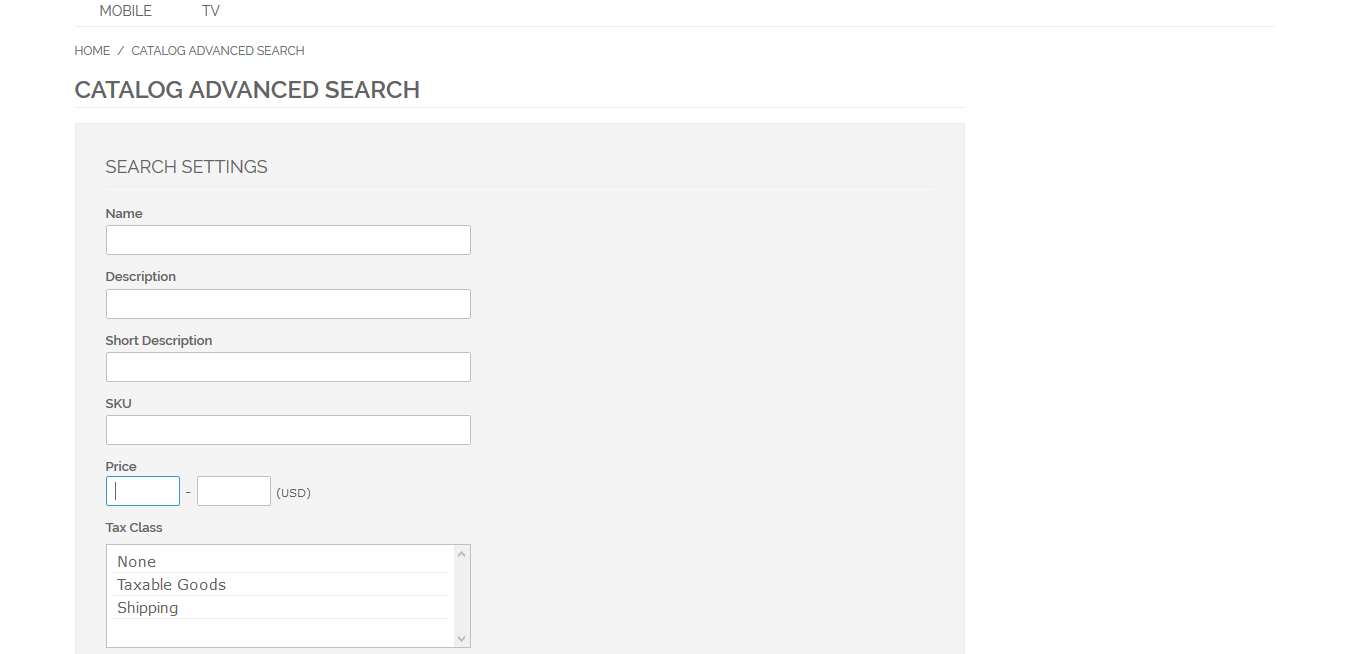 MOBILE TV
HOME / CATALOG ADVANCED SEARCH
CATALOG ADVANCED SEARCH
SEARCH SETTINGS
Name
Description
Short Description
SKU
Price
- (USD)
Tax Class
None
Taxable Goods
Shipping